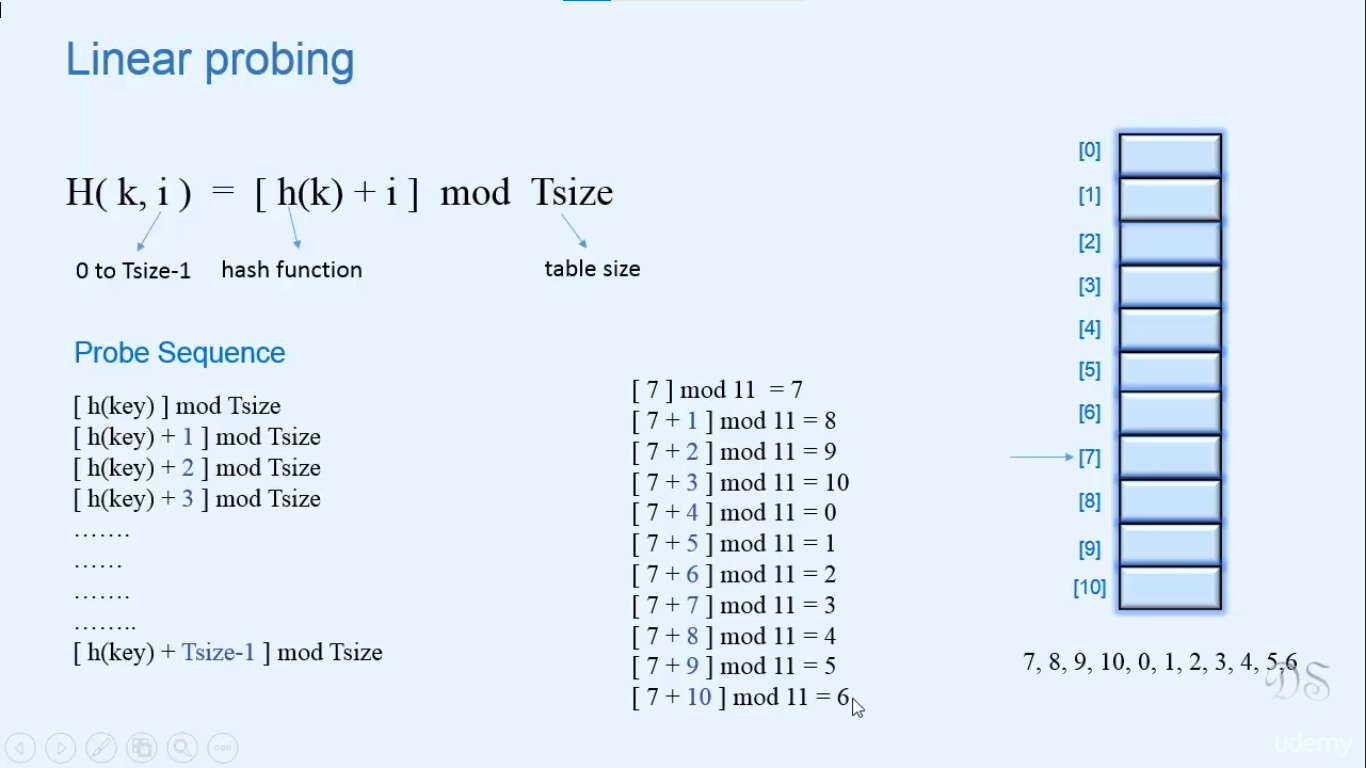 Linear probing
H( k, i ) = [ h(k) + i ] mod Tsize
0 to Tsize-1 hash function table size
Probe Sequence
[ h(key) ] mod Tsize
[ h(key) + 1 ] mod Tsize
[ h(key) + 2 ] mod Tsize
[ h(key) + 3 ] mod Tsize
…….
……
…….
……..
[ h(key) + Tsize-1 ] mod Tsize
[ 7 ] mod 11 = 7
[ 7 + 1 ] mod 11 = 8
[ 7 + 2 ] mod 11 = 9
[ 7 + 3 ] mod 11 = 10
[ 7 + 4 ] mod 11 = 0
[ 7 + 5 ] mod 11 = 1
[ 7 + 6 ] mod 11 = 2
[ 7 + 7 ] mod 11 = 3
[ 7 + 8 ] mod 11 = 4
[ 7 + 9 ] mod 11 = 5
[ 7 + 10 ] mod 11 = 6
[0]
[1]
[2]
[3]
[4]
[5]
[6]
[7]
[8]
[9]
[10]
7, 8, 9, 10, 0, 1, 2, 3, 4, 5,6
DS
udemy